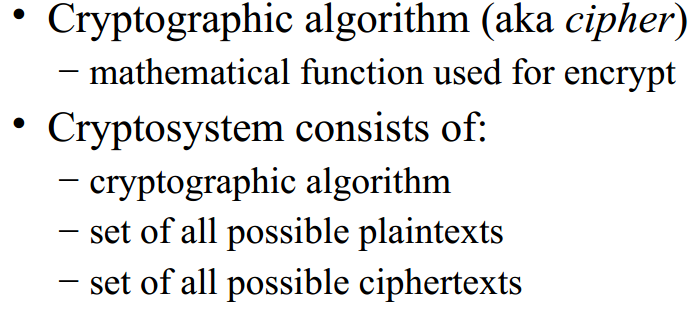 • Cryptographic algorithm (aka cipher)
– mathematical function used for encrypt
• Cryptosystem consists of:
– cryptographic algorithm
– set of all possible plaintexts
– set of all possible ciphertexts